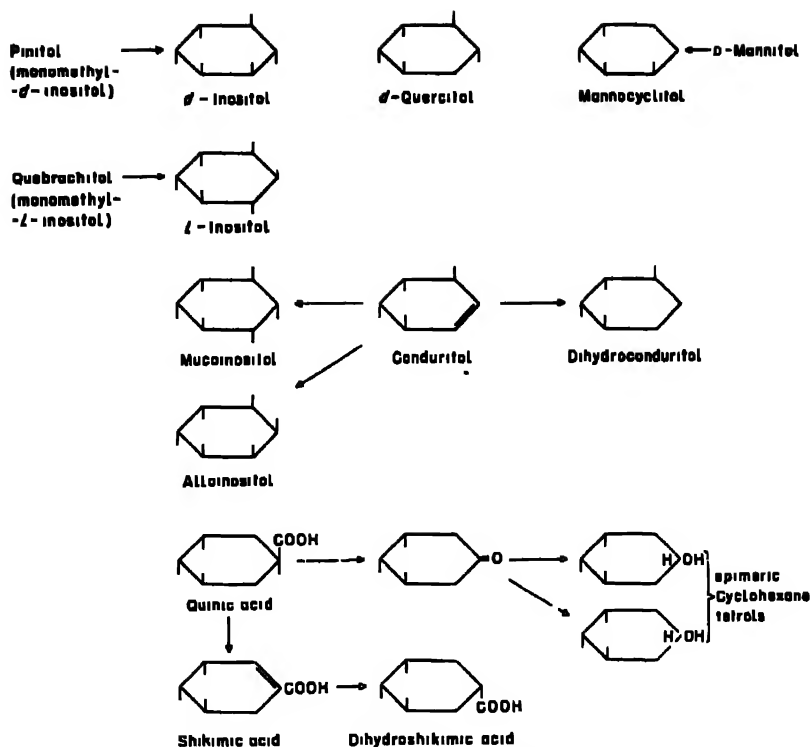 Pinitol
(monomethyl-
-d-inositol)
d-Inositol
d-Quercitol
Mannocyclitol
D-Mannitol
Quebrachitol
(monomethyl-
-l-inositol)
l-Inositol
Mucoinositol
Conduritol
Dihydroconduritol
Alloinositol
COOH
Quinic acid
O
H OH
H OH
epimeric
Cyclohexane
tetrols
COOH
Shikimic acid
COOH
Dihydroshikimic acid